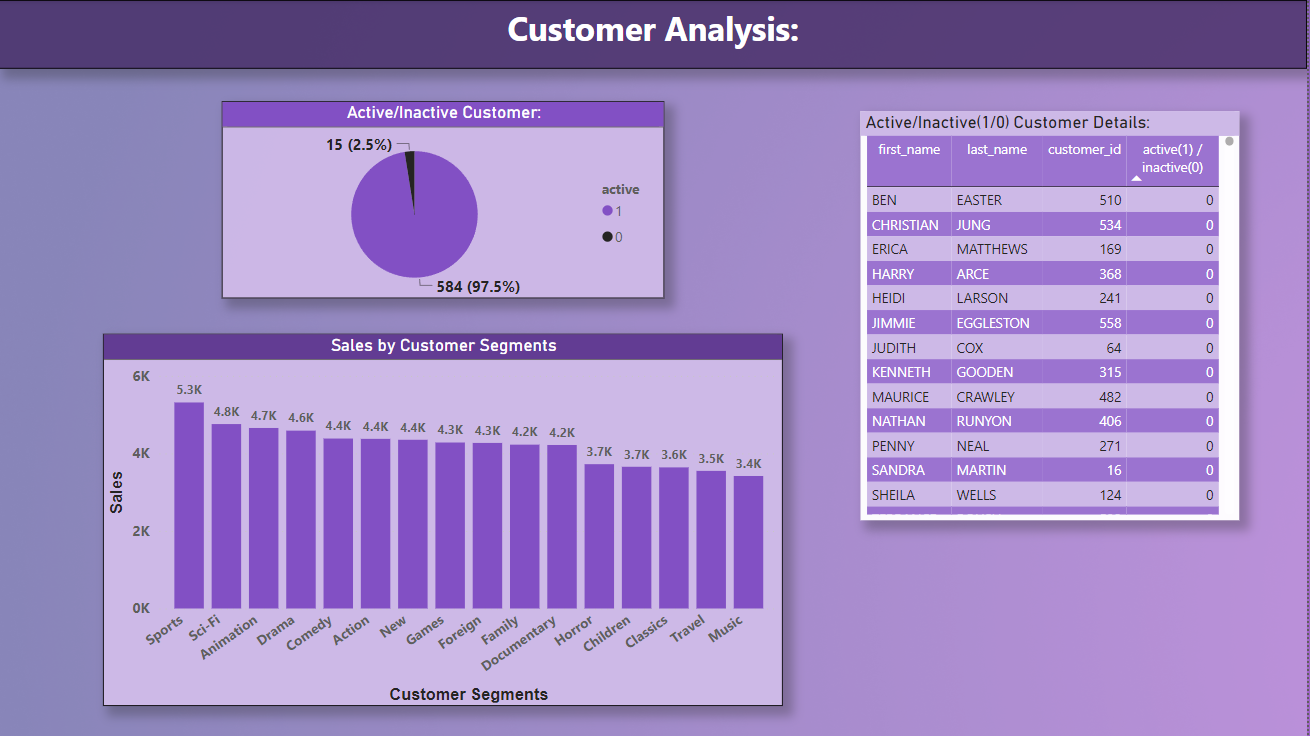 Customer Analysis:
Active/Inactive Customer:
15 (2.5%)
584 (97.5%)
active
1
0
Sales by Customer Segments
Sales
6K
4K
2K
0K
5.3K 4.8K 4.7K 4.6K 4.4K 4.4K 4.4K 4.3K 4.3K 4.2K 4.2K 3.7K 3.7K 3.6K 3.5K 3.4K
Sports Sci-Fi Animation Drama Comedy Action New Games Foreign Family Documentary Horror Children Classics Travel Music
Customer Segments
Active/Inactive(1/0) Customer Details:
first_name last_name customer_id active(1) /
inactive(0)
BEN EASTER 510 0
CHRISTIAN JUNG 534 0
ERICA MATTHEWS 169 0
HARRY ARCE 368 0
HEIDI LARSON 241 0
JIMMIE EGGLESTON 558 0
JUDITH COX 64 0
KENNETH GOODEN 315 0
MAURICE CRAWLEY 482 0
NATHAN RUNYON 406 0
PENNY NEAL 271 0
SANDRA MARTIN 16 0
SHEILA WELLS 124 0